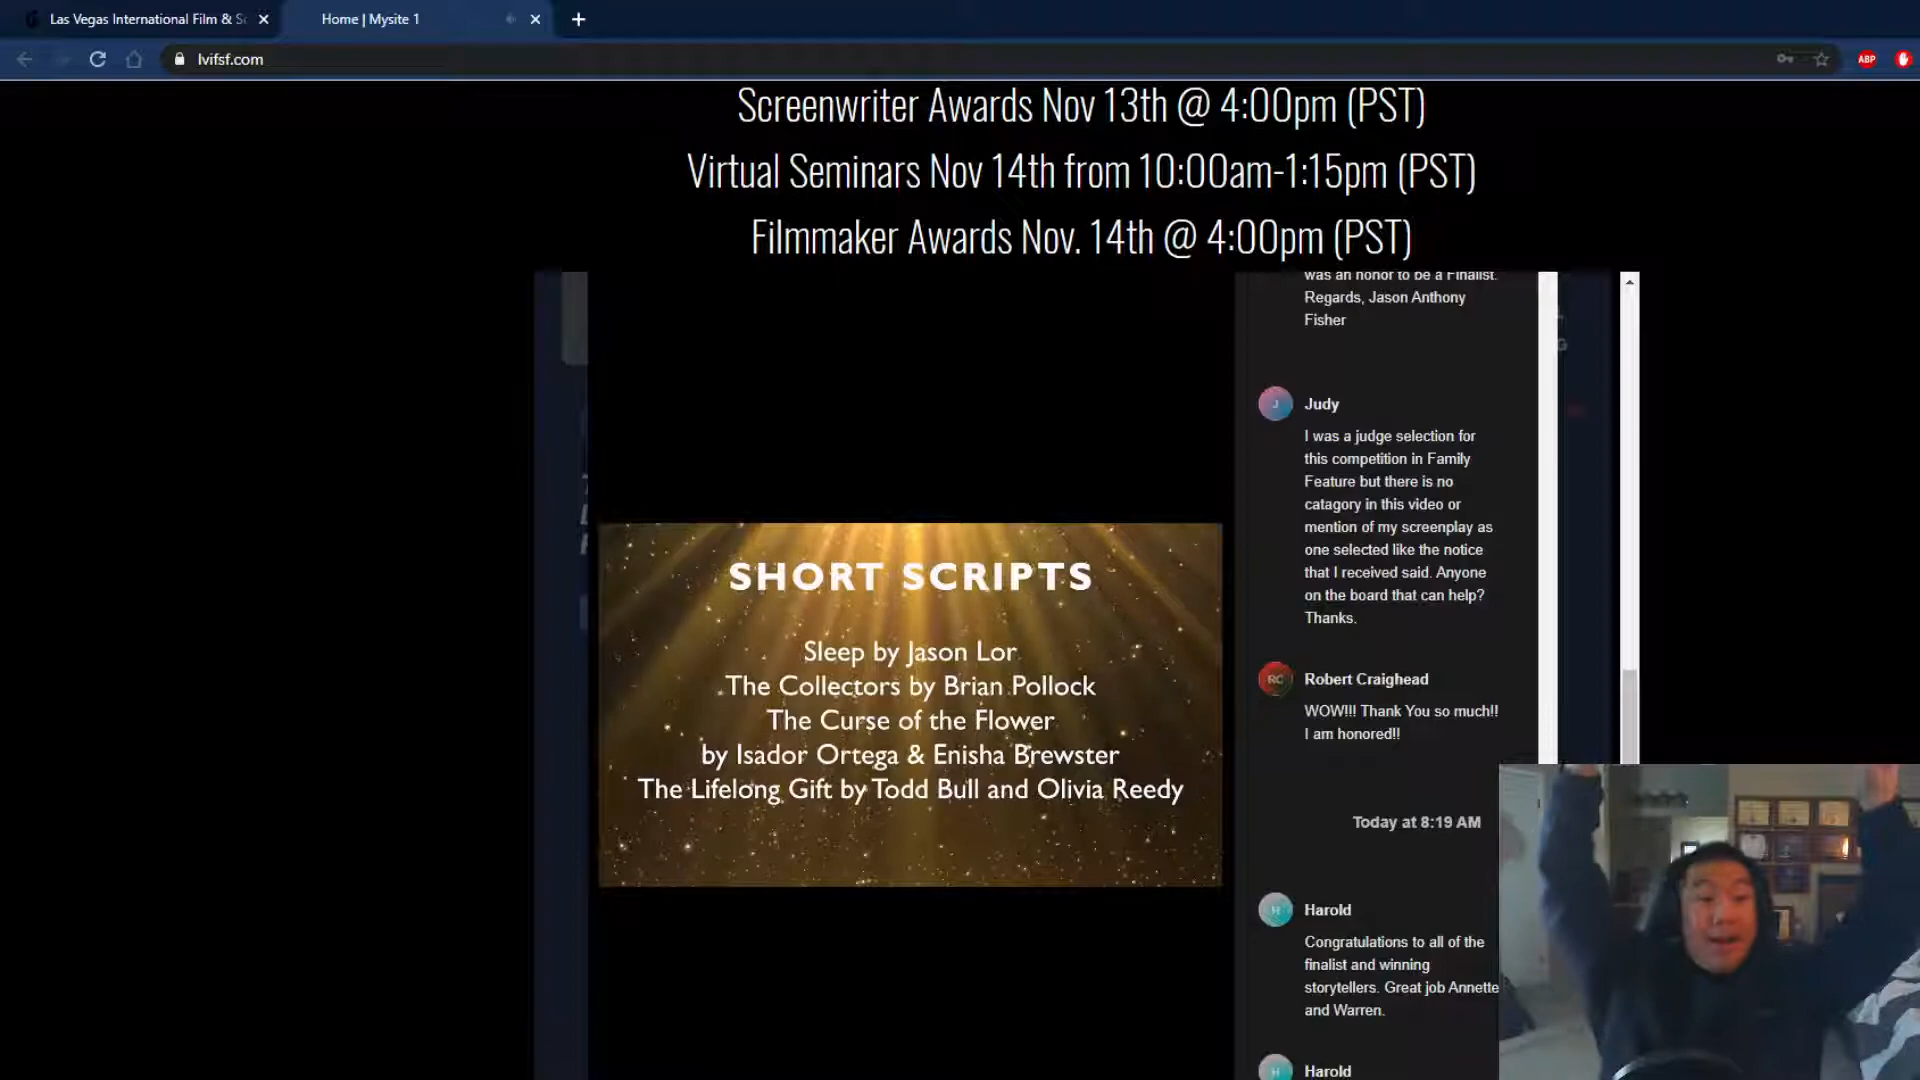 Las Vegas International Film & Sc
Home | Mysite 1
lvifsf.com
ABP
Screenwriter Awards Nov 13th @ 4:00pm (PST)
Virtual Seminars Nov 14th from 10:00am-1:15pm (PST)
Filmmaker Awards Nov. 14th @ 4:00pm (PST)
SHORT SCRIPTS
Sleep by Jason Lor
The Collectors by Brian Pollock
The Curse of the Flower
by Isador Ortega & Enisha Brewster
The Lifelong Gift by Todd Bull and Olivia Reedy
was an honor to be a Finalist.
Regards, Jason Anthony
Fisher
J
Judy
I was a judge selection for
this competition in Family
Feature but there is no
catagory in this video or
mention of my screenplay as
one selected like the notice
that I received said. Anyone
on the board that can help?
Thanks.
RC
Robert Craighead
WOW!!! Thank You so much!!
I am honored!!
Today at 8:19 AM
H
Harold
Congratulations to all of the
finalist and winning
storytellers. Great job Annette
and Warren.
H
Harold